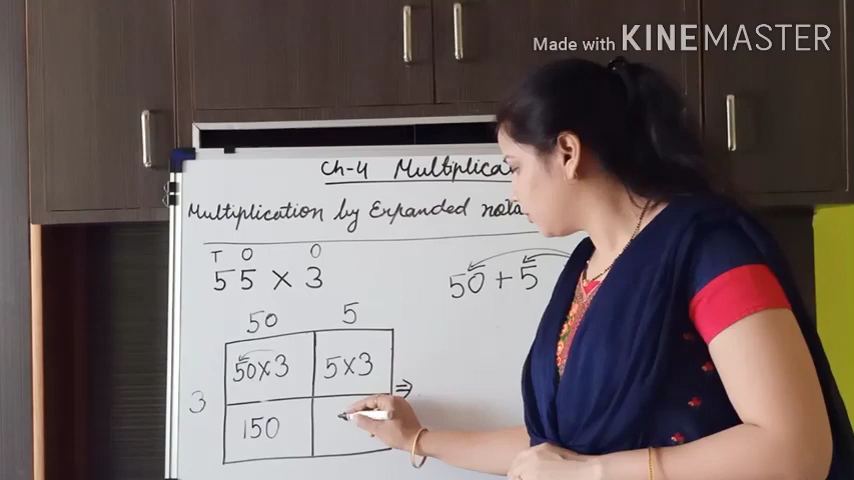 Made with KINEMASTER
Ch-4 Multiplica
Multiplication by Expanded nota
T O O
55 × 3
50 + 5
50 5
50×3 5×3 ⇒
3
150